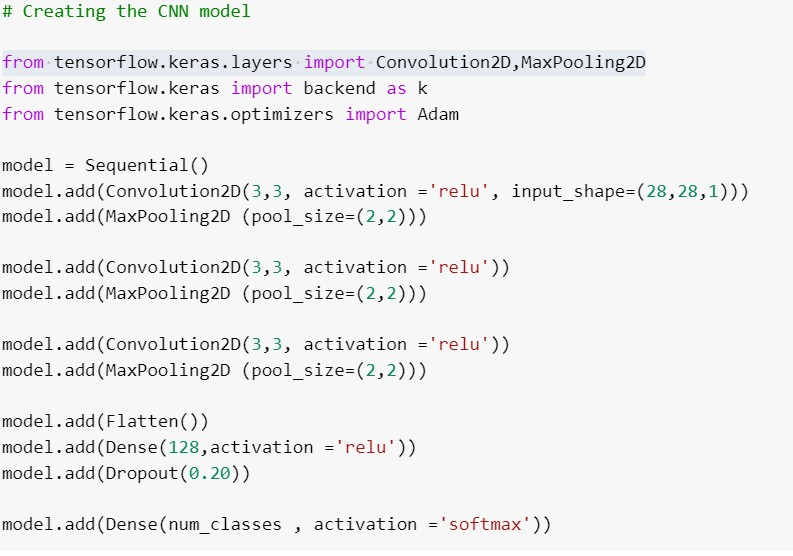 # Creating the CNN model
from tensorflow.keras.layers import Convolution2D,MaxPooling2D
from tensorflow.keras import backend as k
from tensorflow.keras.optimizers import Adam
model = Sequential()
model.add(Convolution2D(3,3, activation ='relu', input_shape=(28,28,1)))
model.add(MaxPooling2D (pool_size=(2,2)))
model.add(Convolution2D(3,3, activation ='relu'))
model.add(MaxPooling2D (pool_size=(2,2)))
model.add(Convolution2D(3,3, activation ='relu'))
model.add(MaxPooling2D (pool_size=(2,2)))
model.add(Flatten())
model.add(Dense(128,activation ='relu'))
model.add(Dropout(0.20))
model.add(Dense(num_classes , activation ='softmax'))